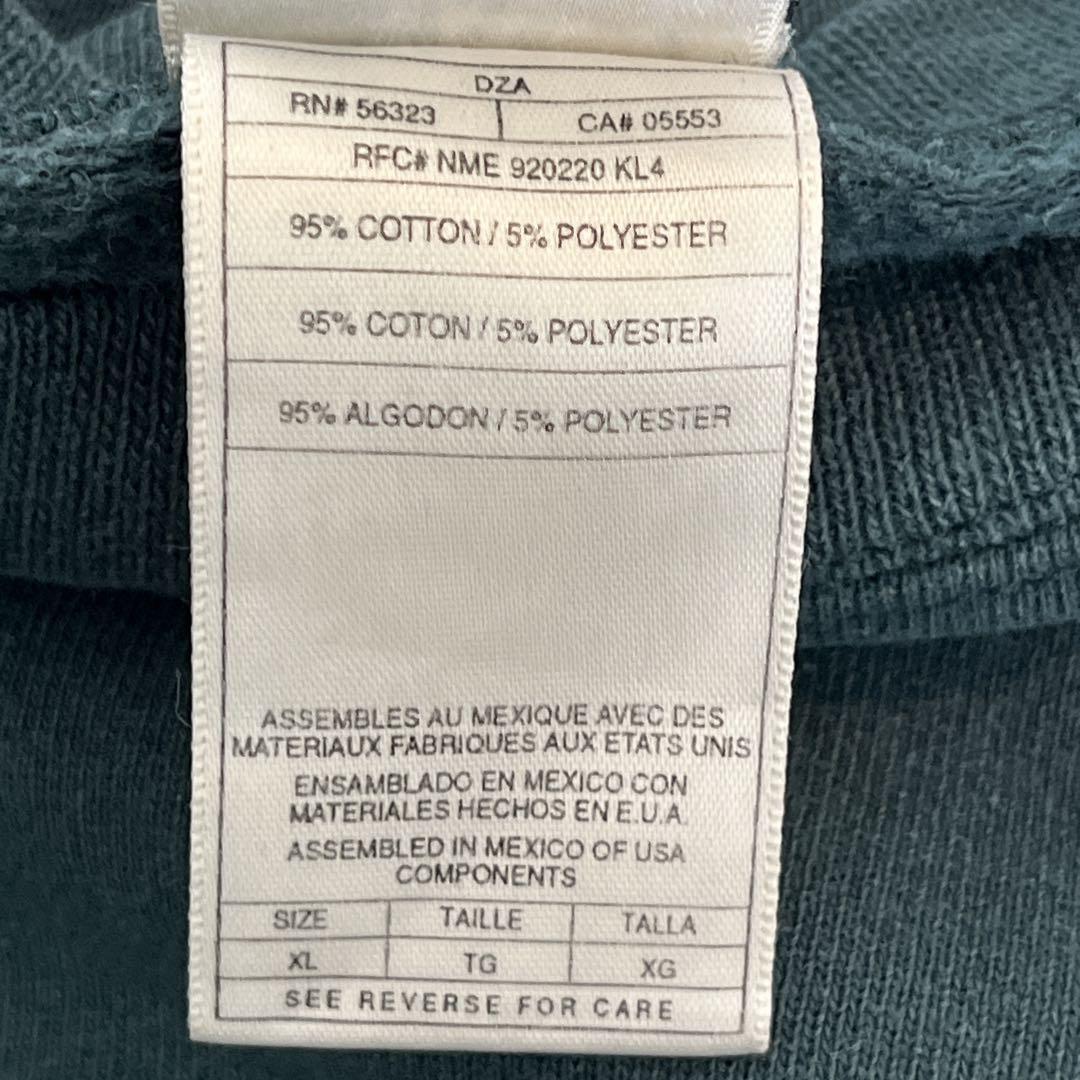 DZA
RN# 56323 CA# 05553
RFC# NME 920220 KL4
95% COTTON / 5% POLYESTER
95% COTON / 5% POLYESTER
95% ALGODON / 5% POLYESTER
ASSEMBLES AU MEXIQUE AVEC DES
MATERIAUX FABRIQUES AUX ETATS UNIS
ENSAMBLADO EN MEXICO CON
MATERIALES HECHOS EN E.U.A.
ASSEMBLED IN MEXICO OF USA
COMPONENTS
SIZE TAILLE TALLA
XL TG XG
SEE REVERSE FOR CARE